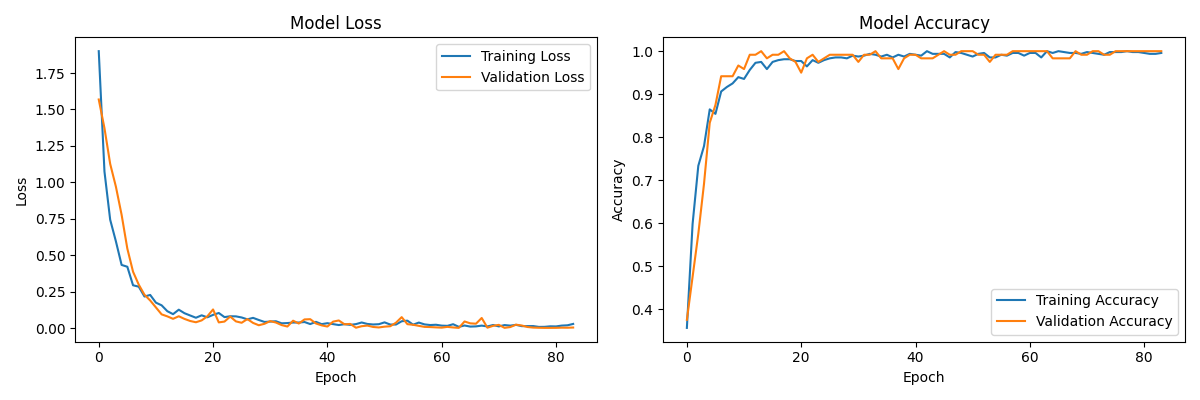 Model Loss
1.75
1.50
1.25
1.00
0.75
0.50
0.25
0.00
Loss
0 20 40 60 80
Epoch
Training Loss
Validation Loss
Model Accuracy
1.0
0.9
0.8
0.7
0.6
0.5
0.4
Accuracy
0 20 40 60 80
Epoch
Training Accuracy
Validation Accuracy